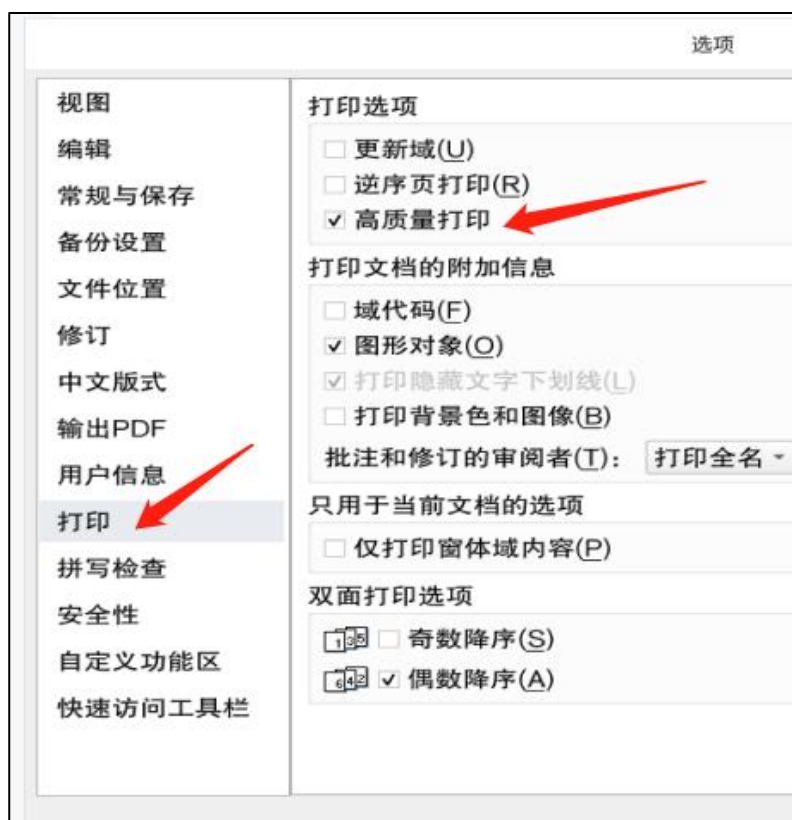 选项
视图
编辑
常规与保存
备份设置
文件位置
修订
中文版式
输出PDF
用户信息
打印
拼写检查
安全性
自定义功能区
快速访问工具栏
打印选项
更新域(U)
逆序页打印(R)
高质量打印
打印文档的附加信息
域代码(F)
图形对象(O)
打印隐藏文字下划线(L)
打印背景色和图像(B)
批注和修订的审阅者(T)： 打印全名
只用于当前文档的选项
仅打印窗体域内容(P)
双面打印选项
135 奇数降序(S)
642 偶数降序(A)